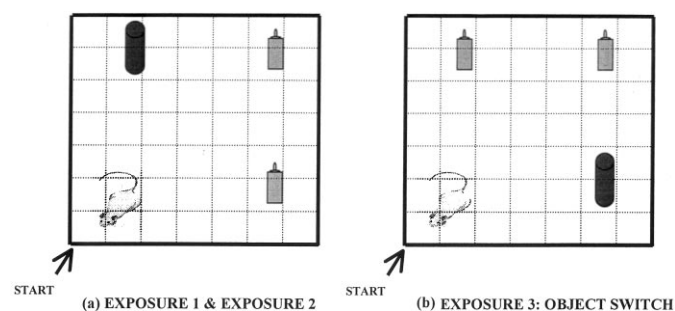 START
(a) EXPOSURE 1 & EXPOSURE 2
START
(b) EXPOSURE 3: OBJECT SWITCH